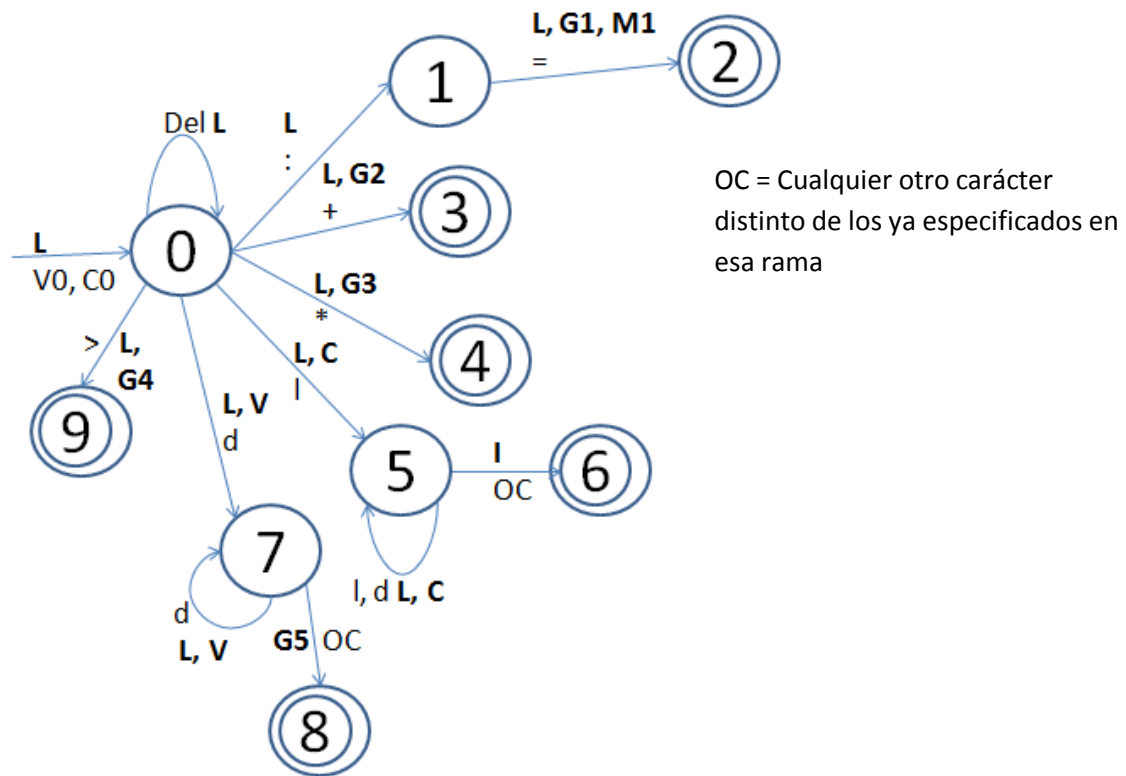 L, G1, M1
=
1
2
Del L
L
:
L, G2
+
3
OC = Cualquier otro carácter
distinto de los ya especificados en
esa rama
L
V0, C0
0
L, G3
*
4
> L,
G4
9
L, C
l
L, V
d
5
I
OC
6
7
l, d L, C
d
L, V
G5 OC
8